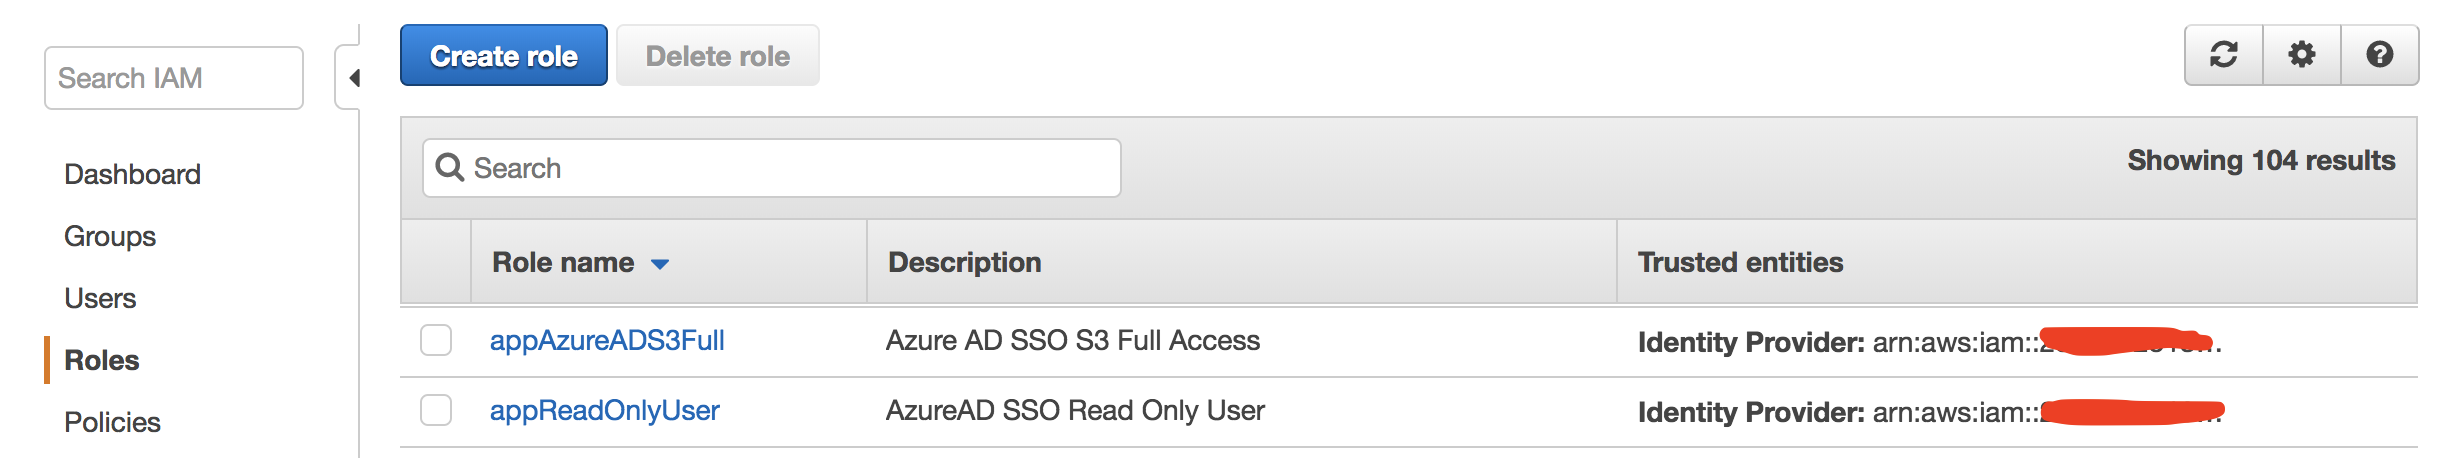 Search IAM
Dashboard
Groups
Users
Roles
Policies
Create role
Delete role
Search
Showing 104 results
Role name
Description
Trusted entities
appAzureADS3Full
Azure AD SSO S3 Full Access
Identity Provider: arn:aws:iam::
appReadOnlyUser
AzureAD SSO Read Only User
Identity Provider: arn:aws:iam::